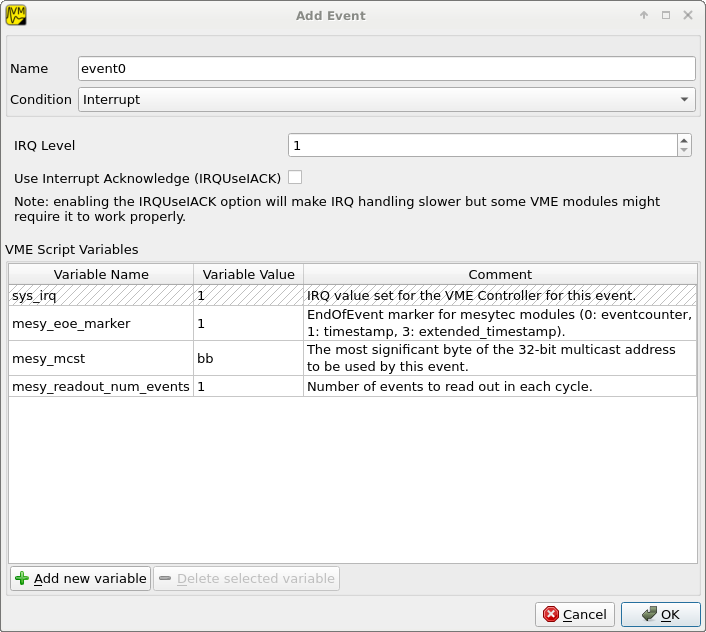 Add Event
Name
event0
Condition
Interrupt
IRQ Level
1
Use Interrupt Acknowledge (IRQUseIACK)
Note: enabling the IRQUseIACK option will make IRQ handling slower but some VME modules might
require it to work properly.
VME Script Variables
Variable Name Variable Value Comment
sys_irq 1 IRQ value set for the VME Controller for this event.
mesy_eoe_marker 1 EndOfEvent marker for mesytec modules (0: eventcounter,
1: timestamp, 3: extended_timestamp).
mesy_mcst bb The most significant byte of the 32-bit multicast address
to be used by this event.
mesy_readout_num_events 1 Number of events to read out in each cycle.
Add new variable Delete selected variable
Cancel OK